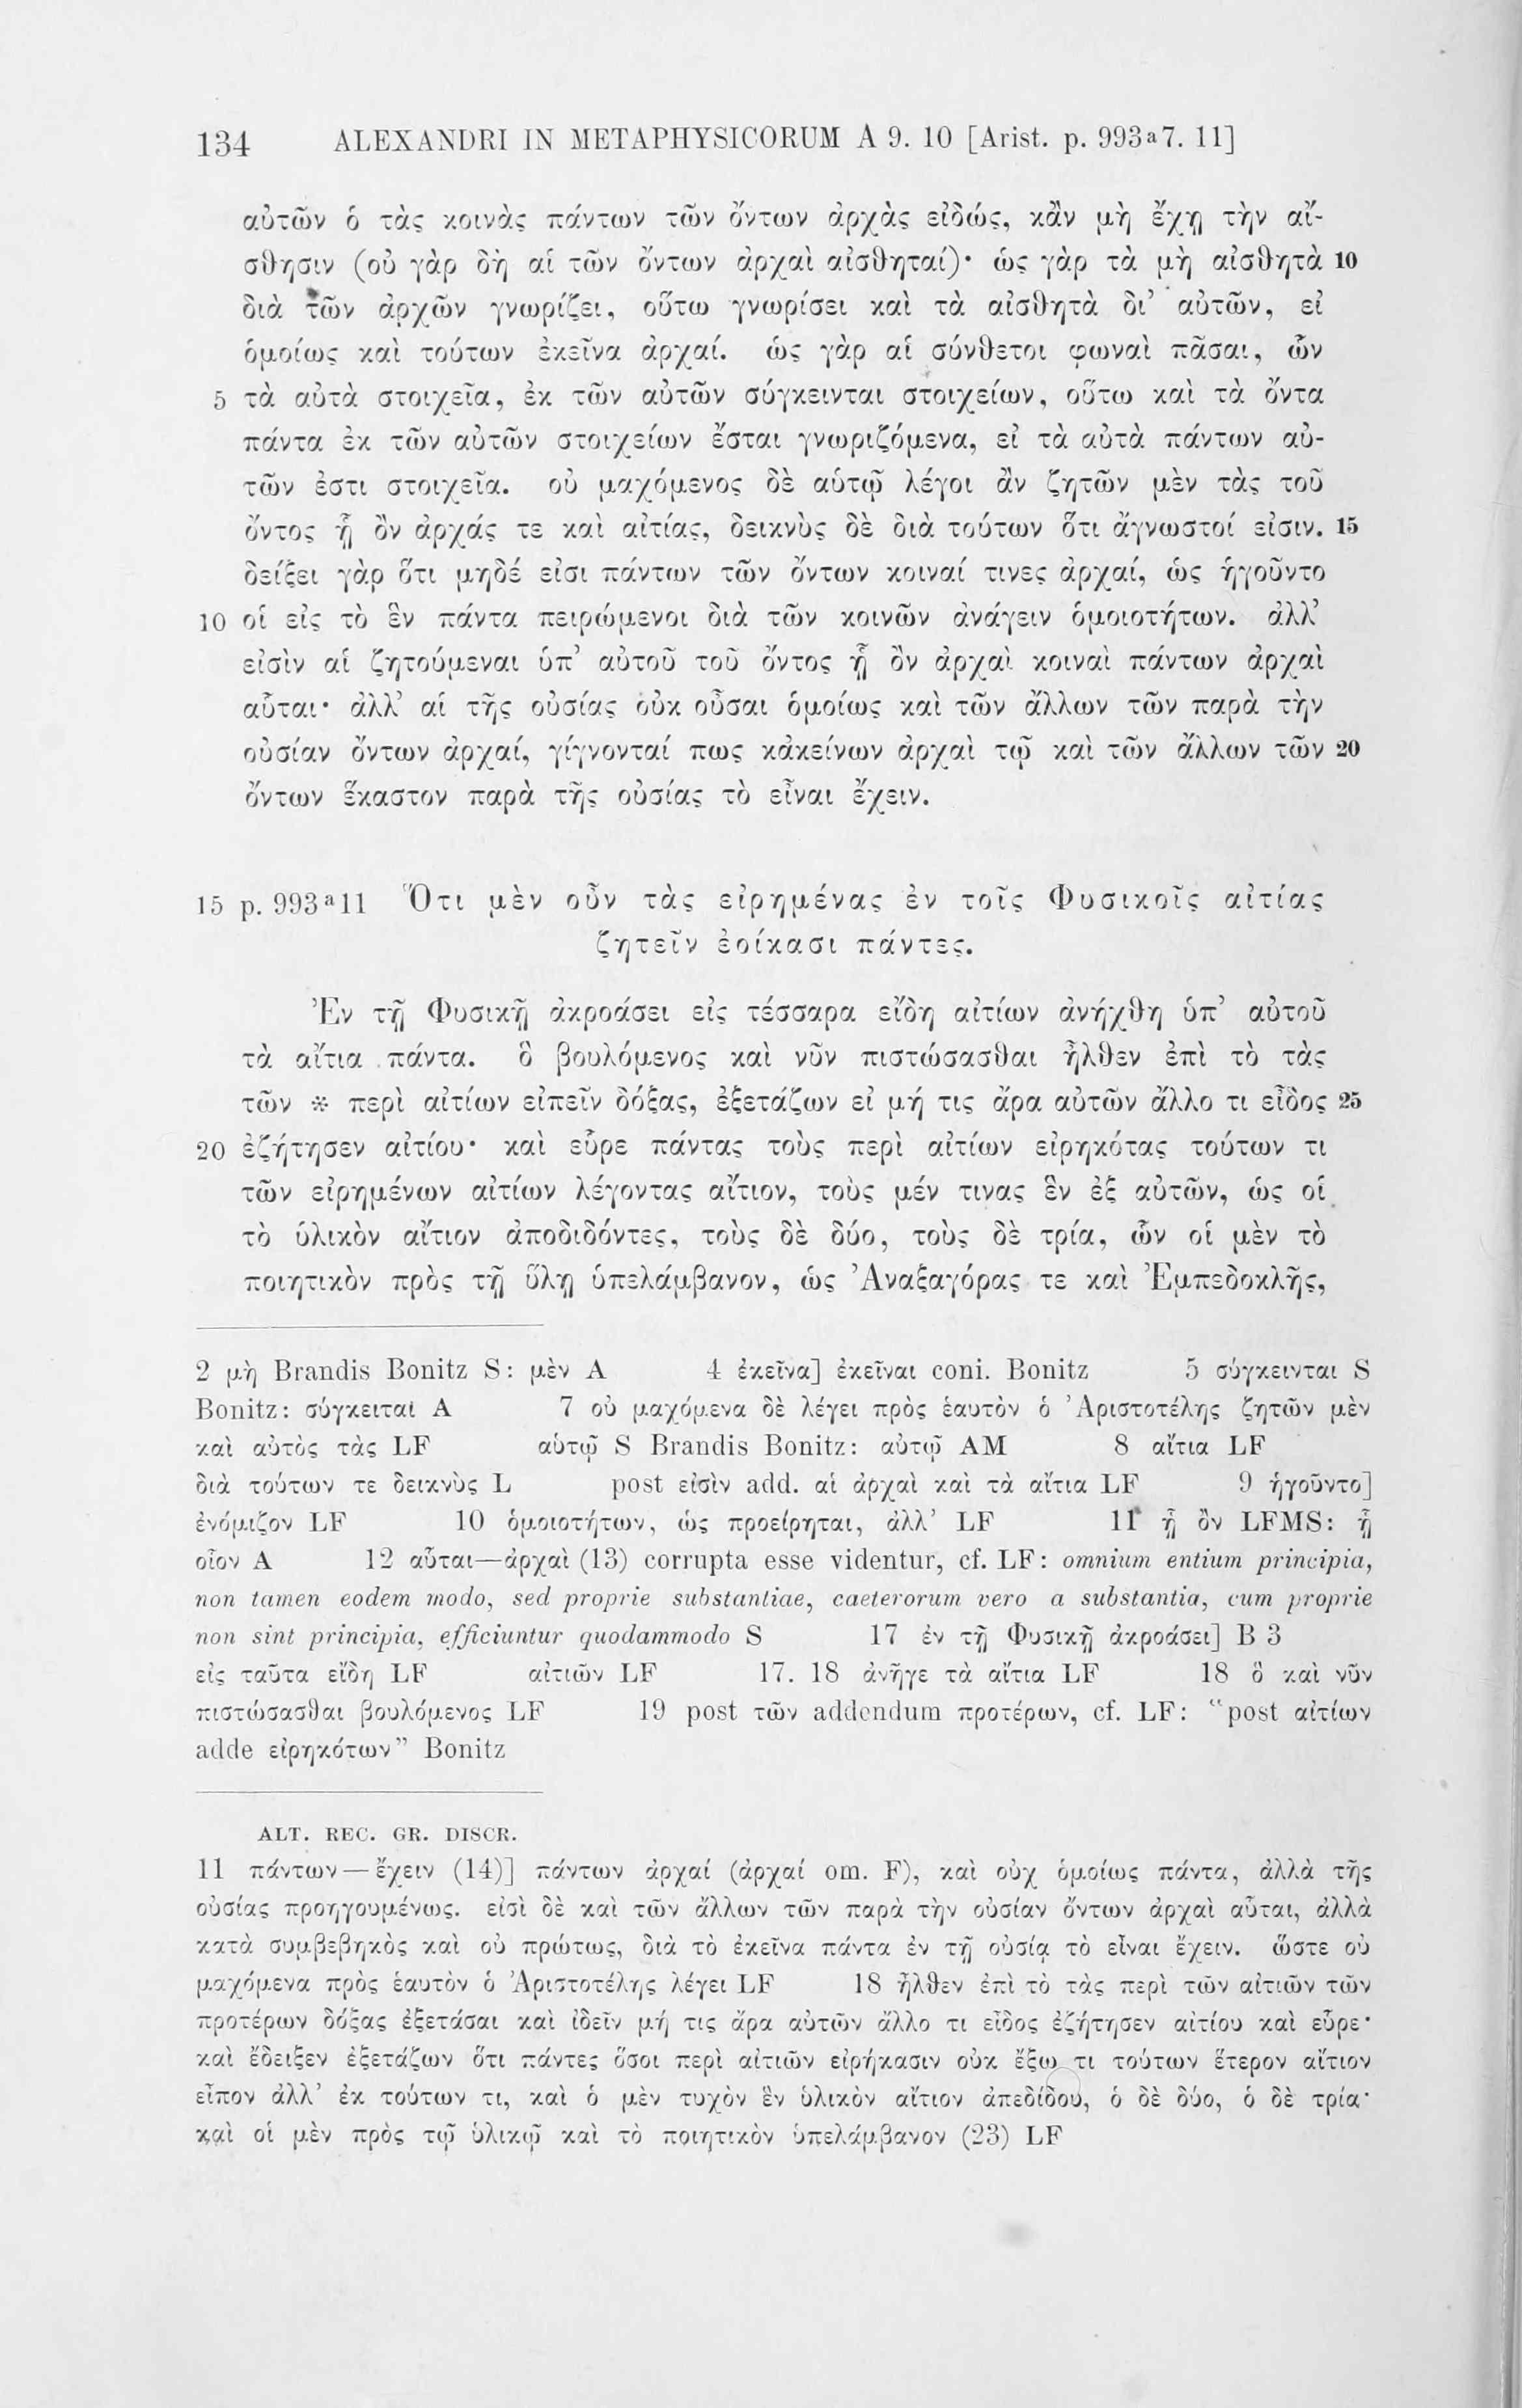 134 ALEXANDRI IN METAPHYSICORUM A 9. 10 [Arist. p. 993ª7. 11]
αὐτῶν ὁ τὰς κοινὰς πάντων τῶν ὄντων ἀρχὰς εἰδώς, κἂν μὴ ἔχῃ τὴν αἴ-
σθησιν (οὐ γὰρ δὴ αἱ τῶν ὄντων ἀρχαὶ αἰσθηταί)· ὡς γὰρ τὰ μὴ αἰσθητὰ 10
διὰ τῶν ἀρχῶν γνωρίζει, οὕτω γνωρίσει καὶ τὰ αἰσθητὰ δι’ αὐτῶν, εἰ
ὁμοίως καὶ τούτων ἐκεῖνα ἀρχαί. ὡς γὰρ αἱ σύνθετοι φωναὶ πᾶσαι, ὧν
5 τὰ αὐτὰ στοιχεῖα, ἐκ τῶν αὐτῶν σύγκεινται στοιχείων, οὕτω καὶ τὰ ὄντα
πάντα ἐκ τῶν αὐτῶν στοιχείων ἔσται γνωριζόμενα, εἰ τὰ αὐτὰ πάντων αὐ-
τῶν ἐστι στοιχεῖα. οὐ μαχόμενος δὲ αὑτῷ λέγοι ἂν ζητῶν μὲν τὰς τοῦ
ὄντος ᾗ ὂν ἀρχάς τε καὶ αἰτίας, δεικνὺς δὲ διὰ τούτων ὅτι ἄγνωστοί εἰσιν. 15
δείξει γὰρ ὅτι μηδέ εἰσι πάντων τῶν ὄντων κοιναί τινες ἀρχαί, ὡς ἡγοῦντο
10 οἱ εἰς τὸ ἓν πάντα πειρώμενοι διὰ τῶν κοινῶν ἀνάγειν ὁμοιοτήτων. ἀλλ’
εἰσὶν αἱ ζητούμεναι ὑπ’ αὐτοῦ τοῦ ὄντος ᾗ ὂν ἀρχαὶ κοιναὶ πάντων ἀρχαὶ
αὗται· ἀλλ’ αἱ τῆς οὐσίας οὐκ οὖσαι ὁμοίως καὶ τῶν ἄλλων τῶν παρὰ τὴν
οὐσίαν ὄντων ἀρχαί, γίγνονταί πως κἀκείνων ἀρχαὶ τῷ καὶ τῶν ἄλλων τῶν 20
ὄντων ἕκαστον παρὰ τῆς οὐσίας τὸ εἶναι ἔχειν.
15 p. 993ª11 Ὅτι μὲν οὖν τὰς εἰρημένας ἐν τοῖς Φυσικοῖς αἰτίας
ζητεῖν ἐοίκασι πάντες.
Ἐν τῇ Φυσικῇ ἀκροάσει εἰς τέσσαρα εἴδη αἰτίων ἀνήχθη ὑπ’ αὐτοῦ
τὰ αἴτια πάντα. ὃ βουλόμενος καὶ νῦν πιστώσασθαι ἦλθεν ἐπὶ τὸ τὰς
τῶν * περὶ αἰτίων εἰπεῖν δόξας, ἐξετάζων εἰ μή τις ἄρα αὐτῶν ἄλλο τι εἶδος 25
20 ἐζήτησεν αἰτίου· καὶ εὗρε πάντας τοὺς περὶ αἰτίων εἰρηκότας τούτων τι
τῶν εἰρημένων αἰτίων λέγοντας αἴτιον, τοὺς μέν τινας ἓν ἐξ αὐτῶν, ὡς οἱ
τὸ ὑλικὸν αἴτιον ἀποδιδόντες, τοὺς δὲ δύο, τοὺς δὲ τρία, ὧν οἱ μὲν τὸ
ποιητικὸν πρὸς τῇ ὕλῃ ὑπελάμβανον, ὡς Ἀναξαγόρας τε καὶ Ἐμπεδοκλῆς,
2 μὴ Brandis Bonitz S: μὲν A 4 ἐκεῖνα] ἐκεῖναι coni. Bonitz 5 σύγκεινται S
Bonitz: σύγκειται A 7 οὐ μαχόμενα δὲ λέγει πρὸς ἑαυτὸν ὁ Ἀριστοτέλης ζητῶν μὲν
καὶ αὐτὸς τὰς LF αὑτῷ S Brandis Bonitz: αὐτῷ AM 8 αἴτια LF
διὰ τούτων τε δεικνὺς L post εἰσὶν add. αἱ ἀρχαὶ καὶ τὰ αἴτια LF 9 ἡγοῦντο]
ἐνόμιζον LF 10 ὁμοιοτήτων, ὡς προείρηται, ἀλλ’ LF 11 ᾗ ὂν LFMS: ᾗ
οἷον A 12 αὗται—ἀρχαὶ (13) corrupta esse videntur, cf. LF: omnium entium principia,
non tamen eodem modo, sed proprie substantiae, caeterorum vero a substantia, cum proprie
non sint principia, efficiuntur quodammodo S 17 ἐν τῇ Φυσικῇ ἀκροάσει] B 3
εἰς ταῦτα εἴδη LF αἰτιῶν LF 17. 18 ἀνῆγε τὰ αἴτια LF 18 ὃ καὶ νῦν
πιστώσασθαι βουλόμενος LF 19 post τῶν addendum προτέρων, cf. LF: “post αἰτίων
adde εἰρηκότων” Bonitz
ALT. REC. GR. DISCR.
11 πάντων—ἔχειν (14)] πάντων ἀρχαί (ἀρχαί om. F), καὶ οὐχ ὁμοίως πάντα, ἀλλὰ τῆς
οὐσίας προηγουμένως. εἰσὶ δὲ καὶ τῶν ἄλλων τῶν παρὰ τὴν οὐσίαν ὄντων ἀρχαὶ αὗται, ἀλλὰ
κατὰ συμβεβηκὸς καὶ οὐ πρώτως, διὰ τὸ ἐκεῖνα πάντα ἐν τῇ οὐσίᾳ τὸ εἶναι ἔχειν. ὥστε οὐ
μαχόμενα πρὸς ἑαυτὸν ὁ Ἀριστοτέλης λέγει LF 18 ἦλθεν ἐπὶ τὸ τὰς περὶ τῶν αἰτιῶν τῶν
προτέρων δόξας ἐξετάσαι καὶ ἰδεῖν μή τις ἄρα αὐτῶν ἄλλο τι εἶδος ἐζήτησεν αἰτίου καὶ εὗρε·
καὶ ἔδειξεν ἐξετάζων ὅτι πάντες ὅσοι περὶ αἰτιῶν εἰρήκασιν οὐκ ἔξω τι τούτων ἕτερον αἴτιον
εἶπον ἀλλ’ ἐκ τούτων τι, καὶ ὁ μὲν τυχὸν ἓν ὑλικὸν αἴτιον ἀπεδίδου, ὁ δὲ δύο, ὁ δὲ τρία·
καὶ οἱ μὲν πρὸς τῷ ὑλικῷ καὶ τὸ ποιητικὸν ὑπελάμβανον (23) LF